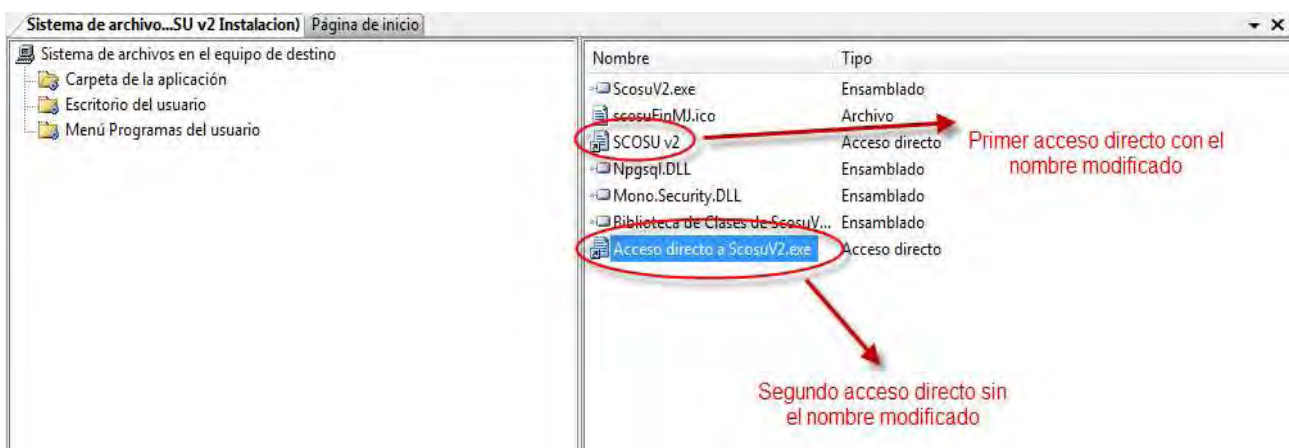 Sistema de archivo...SU v2 Instalacion) Página de inicio
Sistema de archivos en el equipo de destino
Carpeta de la aplicación
Escritorio del usuario
Menú Programas del usuario
Nombre Tipo
ScosuV2.exe Ensamblado
scosuFinMJ.ico Archivo
SCOSU v2 Acceso directo
Npgsql.DLL Ensamblado
Mono.Security.DLL Ensamblado
Biblioteca de Clases de ScosuV... Ensamblado
Acceso directo a ScosuV2.exe Acceso directo
Primer acceso directo con el
nombre modificado
Segundo acceso directo sin
el nombre modificado